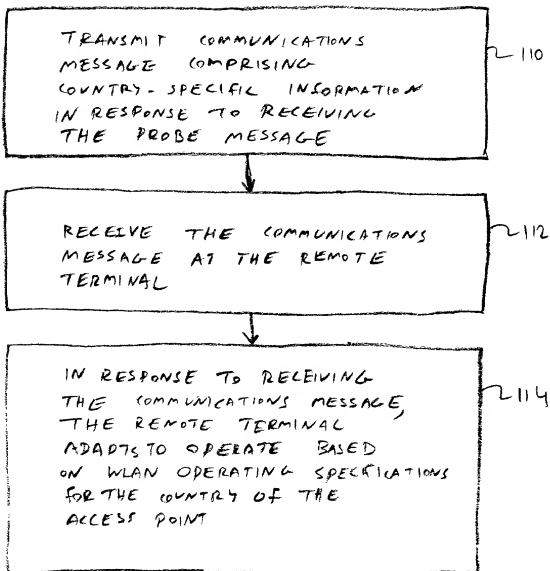 TRANSMIT COMMUNICATIONS
MESSAGE COMPRISING
COUNTRY-SPECIFIC INFORMATION
IN RESPONSE TO RECEIVING
THE PROBE MESSAGE
110
RECEIVE THE COMMUNICATIONS
MESSAGE AT THE REMOTE
TERMINAL
112
IN RESPONSE TO RECEIVING
THE COMMUNICATIONS MESSAGE,
THE REMOTE TERMINAL
ADAPTS TO OPERATE BASED
ON WLAN OPERATING SPECIFICATIONS
FOR THE COUNTRY OF THE
ACCESS POINT
114